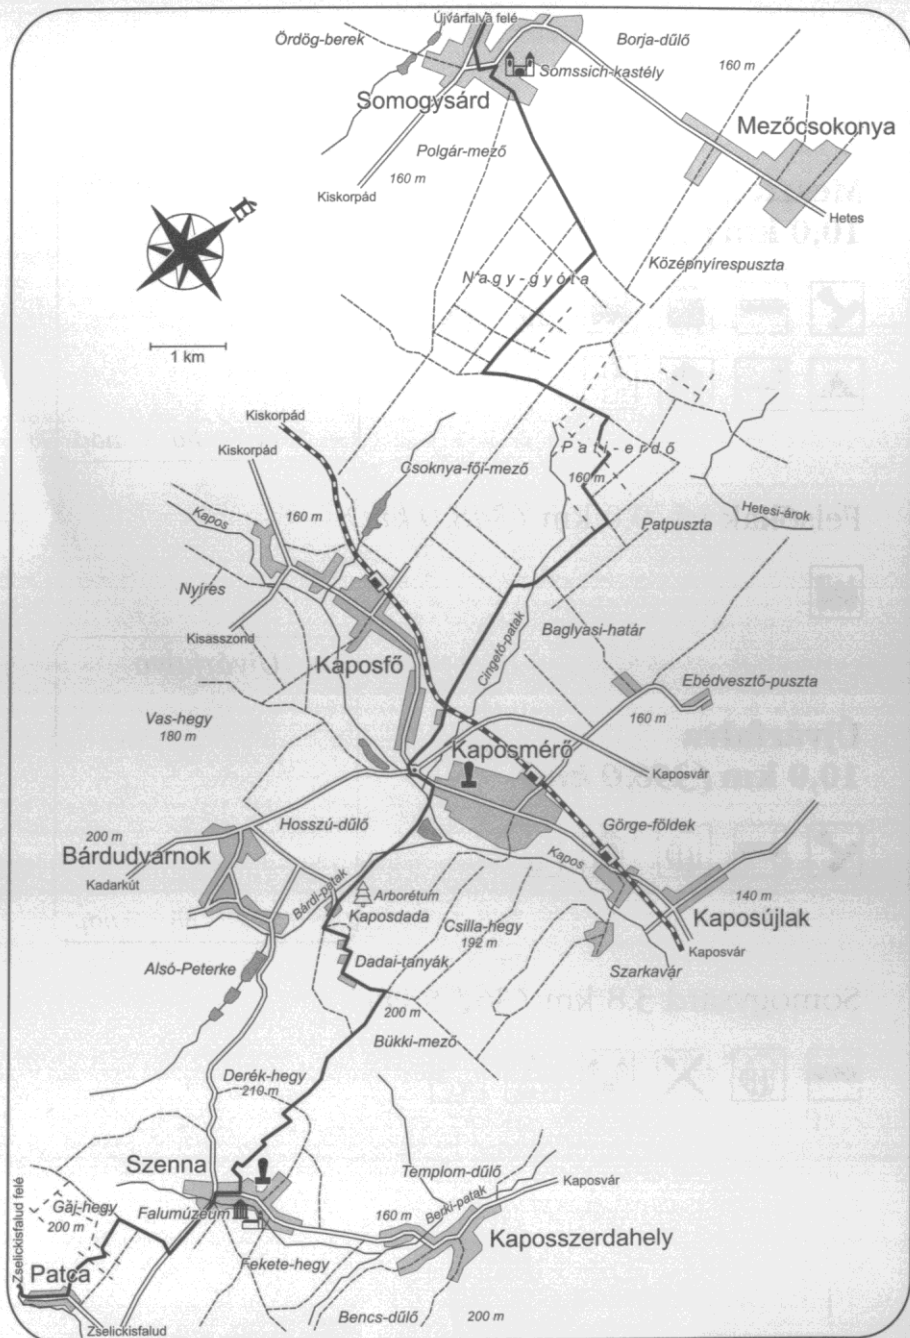 Újvárfalva felé
Ördög-berek
Borja-dűlő
160 m
Somssich-kastély
Somogysárd
Mezőcsokonya
Polgár-mező
160 m
Kiskorpád
Hetes
É
Középnyírespuszta
Nagy-gyóta
1 km
Kiskorpád
Kiskorpád
Csoknya-fői-mező
Pati-erdő
160 m
Kapos
160 m
Hetesi-árok
Patpuszta
Nyíres
Kisasszond
Baglyasi-határ
Cingető-patak
Kaposfő
Ebédvesztő-puszta
160 m
Vas-hegy
180 m
Kaposmérő
Kaposvár
200 m
Hosszú-dűlő
Görge-földek
Bárdudvarnok
Kapos
Kadarkút
Bárdi-patak
Arborétum
Kaposdada
140 m
Csilla-hegy
192 m
Kaposújlak
Kaposvár
Alsó-Peterke
Dadai-tanyák
Szarkavár
200 m
Bükki-mező
Derék-hegy
210 m
Szenna
Templom-dűlő
Kaposvár
Zselickisfalud felé
Gáj-hegy
200 m
Falumúzeum
160 m
Berki-patak
Kaposszerdahely
Fekete-hegy
Patca
Bencs-dűlő
200 m
Zselickisfalud